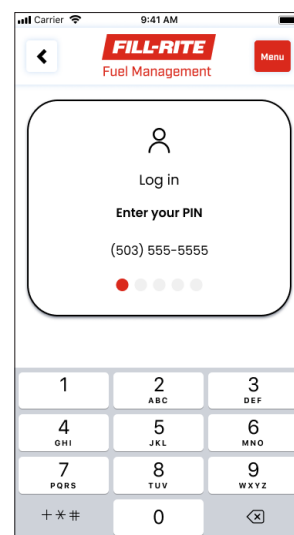 Carrier 9:41 AM
FILL-RITE
Fuel Management
Menu
Log in
Enter your PIN
(503) 555-5555
1 2 3
ABC DEF
4 5 6
GHI JKL MNO
7 8 9
PQRS TUV WXYZ
+*# 0